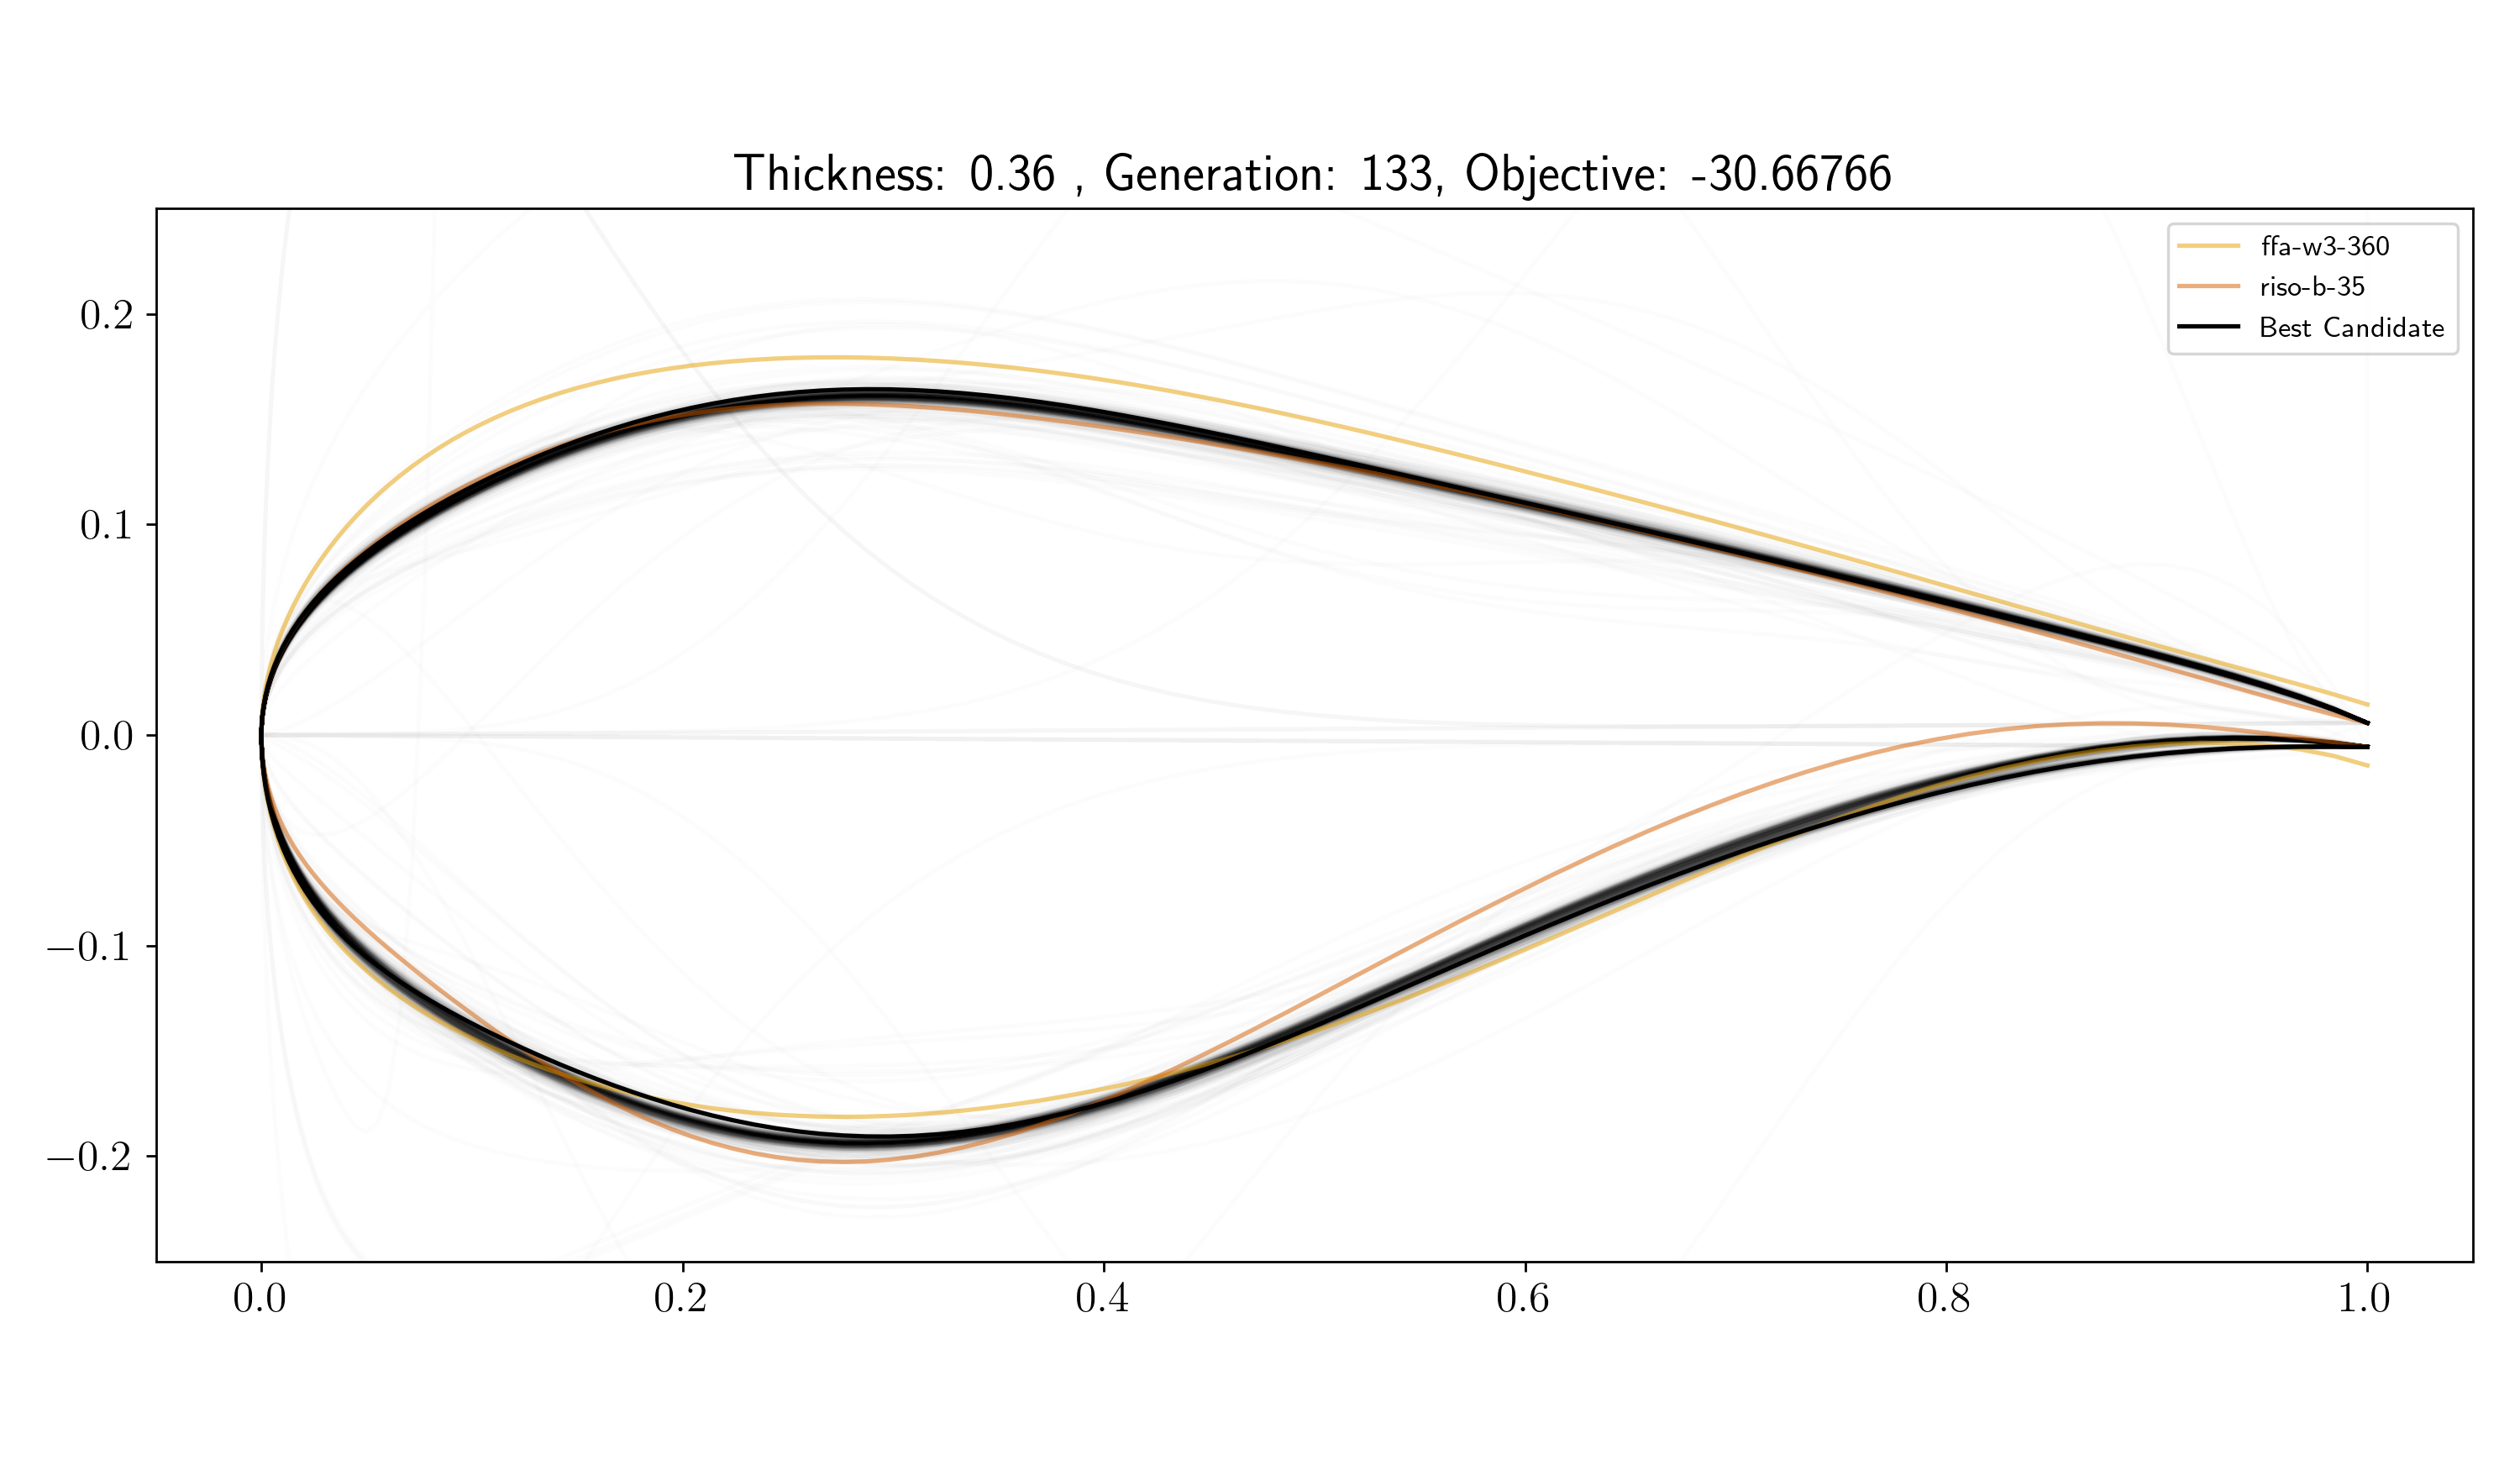 Thickness: 0.36 , Generation: 133, Objective: -30.66766
ffa-w3-360
riso-b-35
Best Candidate
0.2
0.1
0.0
−0.1
−0.2
0.0 0.2 0.4 0.6 0.8 1.0